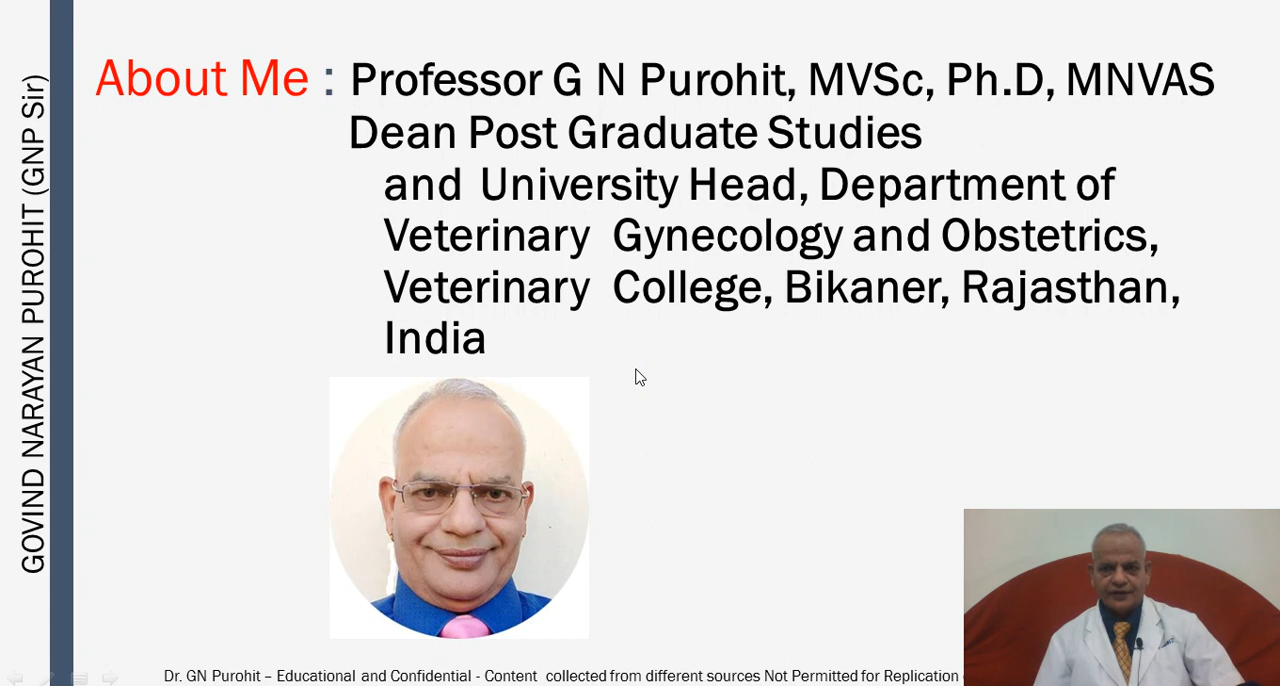 GOVIND NARAYAN PUROHIT (GNP Sir)
About Me : Professor G N Purohit, MVSc, Ph.D, MNVAS
Dean Post Graduate Studies
and University Head, Department of
Veterinary Gynecology and Obstetrics,
Veterinary College, Bikaner, Rajasthan,
India
Dr. GN Purohit – Educational and Confidential - Content collected from different sources Not Permitted for Replication